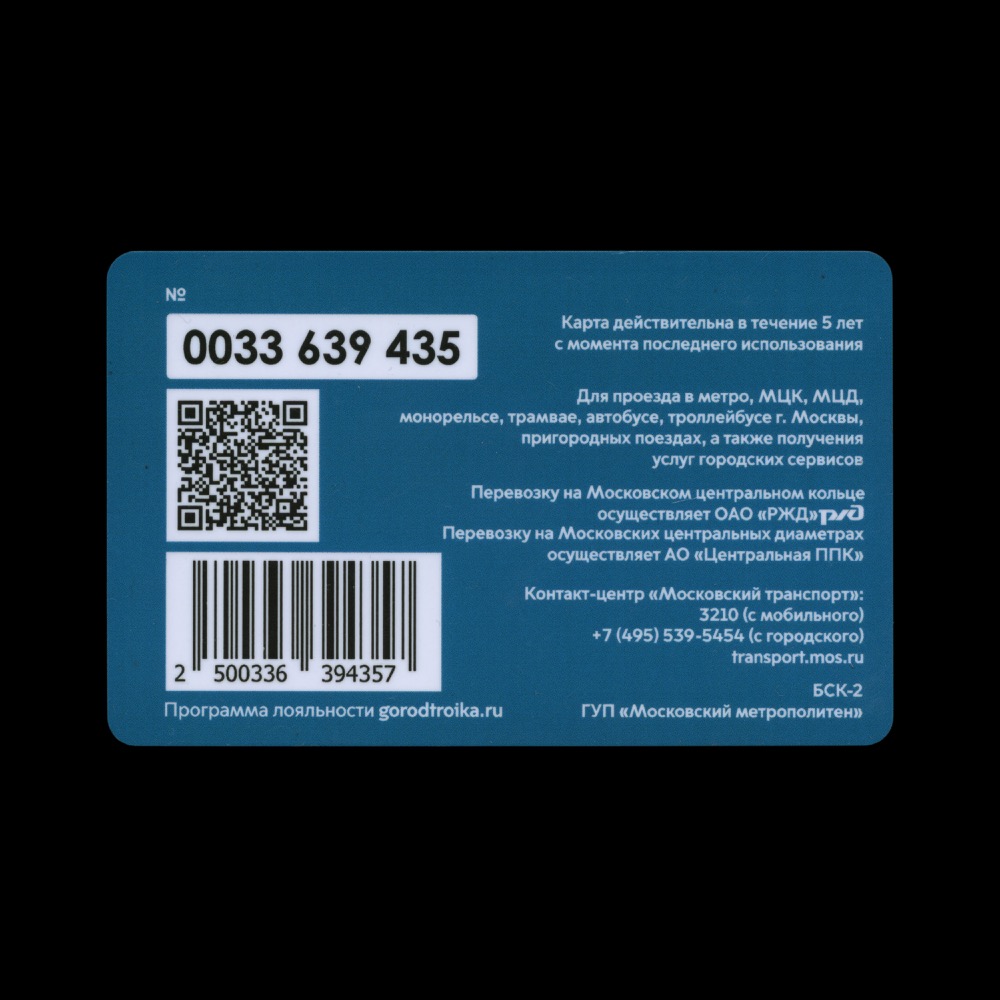 №
0033 639 435
2 500336 394357
Программа лояльности gorodtroika.ru
Карта действительна в течение 5 лет
с момента последнего использования
Для проезда в метро, МЦК, МЦД,
монорельсе, трамвае, автобусе, троллейбусе г. Москвы,
пригородных поездах, а также получения
услуг городских сервисов
Перевозку на Московском центральном кольце
осуществляет ОАО «РЖД» ржд
Перевозку на Московских центральных диаметрах
осуществляет АО «Центральная ППК»
Контакт-центр «Московский транспорт»:
3210 (с мобильного)
+7 (495) 539-5454 (с городского)
transport.mos.ru
БСК-2
ГУП «Московский метрополитен»